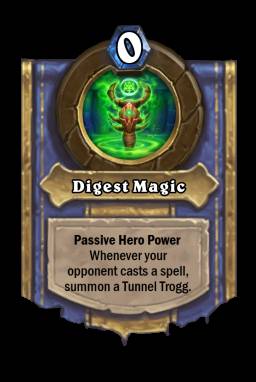 0
Digest Magic
Passive Hero Power
Whenever your
opponent casts a spell,
summon a Tunnel Trogg.